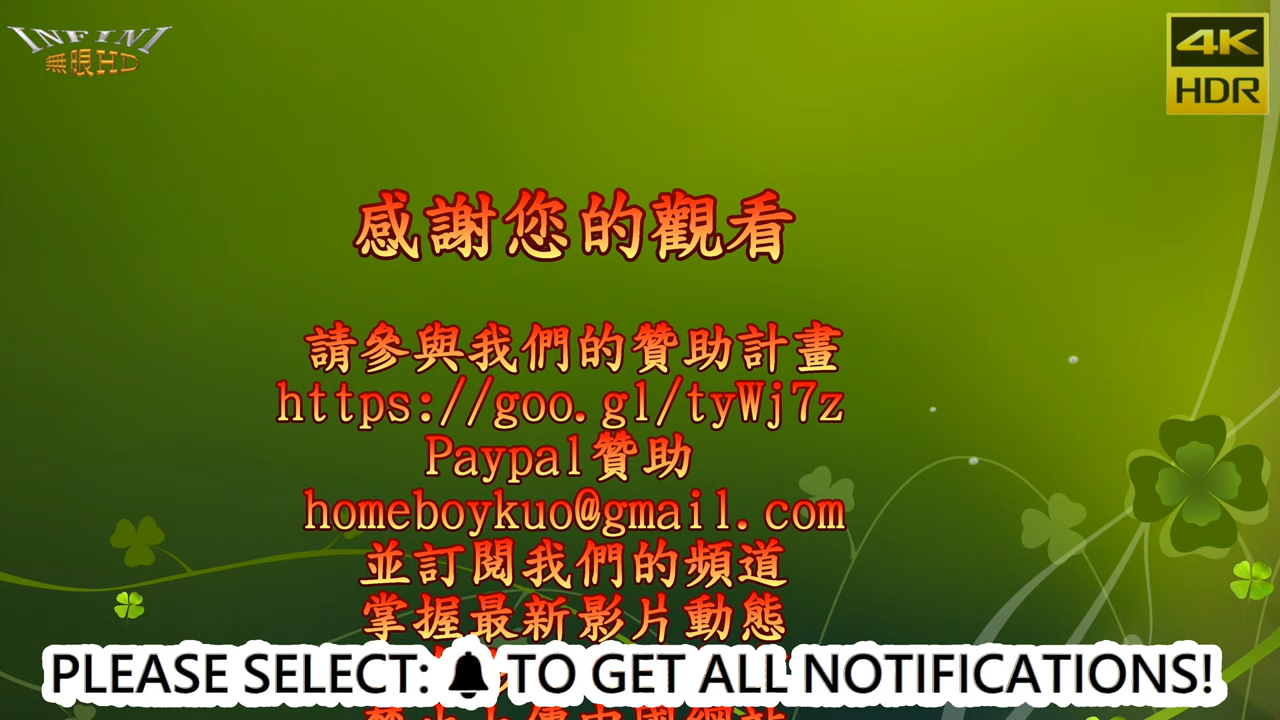 INFINI
無限HD
4K
HDR
感謝您的觀看
請參與我們的贊助計畫
https://goo.gl/tyWj7z
Paypal贊助
homeboykuo@gmail.com
並訂閱我們的頻道
掌握最新影片動態
PLEASE SELECT: TO GET ALL NOTIFICATIONS!